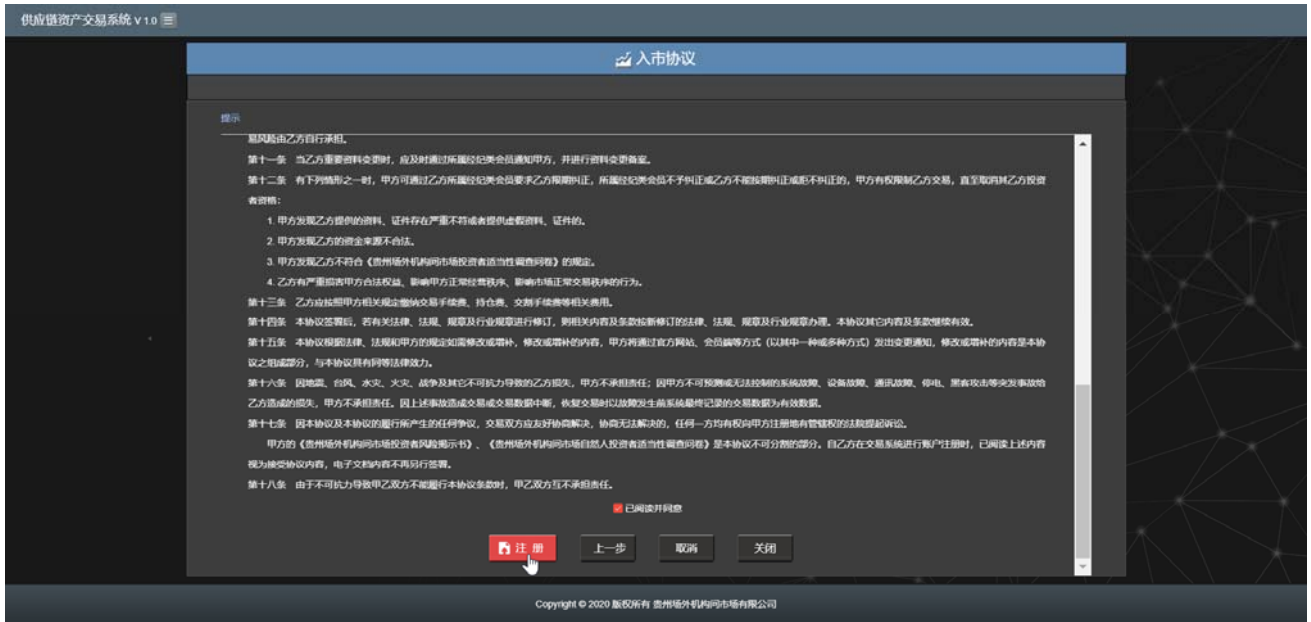 供应链资产交易系统 V 1.0
入市协议
提示
易风险由乙方自行承担。
第十一条 当乙方重要资料变更时，应及时通过所属经纪类会员通知甲方，并进行资料变更备案。
第十二条 有下列情形之一时，甲方可通过乙方所属经纪类会员要求乙方限期纠正，所属经纪类会员不予纠正或乙方不能按期纠正或拒不纠正的，甲方有权限制乙方交易，直至取消其乙方投资
者资格：
1. 甲方发现乙方提供的资料、证件存在严重不符或者提供虚假资料、证件的。
2. 甲方发现乙方的资金来源不合法。
3. 甲方发现乙方不符合《贵州场外机构间市场投资者适当性调查问卷》的规定。
4. 乙方有严重损害甲方合法权益、影响甲方正常经营秩序、影响市场正常交易秩序的行为。
第十三条 乙方应按照甲方相关规定缴纳交易手续费、持仓费、交割手续费等相关费用。
第十四条 本协议签署后，若有关法律、法规、规章及行业规章进行修订，则相关内容及条款按新修订的法律、法规、规章及行业规章办理。本协议其它内容及条款继续有效。
第十五条 本协议根据法律、法规和甲方的规定如需修改或增补，修改或增补的内容，甲方将通过官方网站、会员端等方式（以其中一种或多种方式）发出变更通知，修改或增补的内容是本协
议之组成部分，与本协议具有同等法律效力。
第十六条 因地震、台风、水灾、火灾、战争及其它不可抗力导致的乙方损失，甲方不承担责任；因甲方不可预测或无法控制的系统故障、设备故障、通讯故障、停电、黑客攻击等突发事故给
乙方造成的损失，甲方不承担责任。因上述事故造成交易或交易数据中断，恢复交易时以故障发生前系统最终记录的交易数据为有效数据。
第十七条 因本协议及本协议的履行所产生的任何争议，交易双方应友好协商解决，协商无法解决的，任何一方均有权向甲方注册地有管辖权的法院提起诉讼。
甲方的《贵州场外机构间市场投资者风险揭示书》、《贵州场外机构间市场自然人投资者适当性调查问卷》是本协议不可分割的部分。自乙方在交易系统进行账户注册时，已阅读上述内容
视为接受协议内容，电子文档内容不再另行签署。
第十八条 由于不可抗力导致甲乙双方不能履行本协议条款时，甲乙双方互不承担责任。
已阅读并同意
注 册 上一步 取消 关闭
Copyright © 2020 版权所有 贵州场外机构间市场有限公司